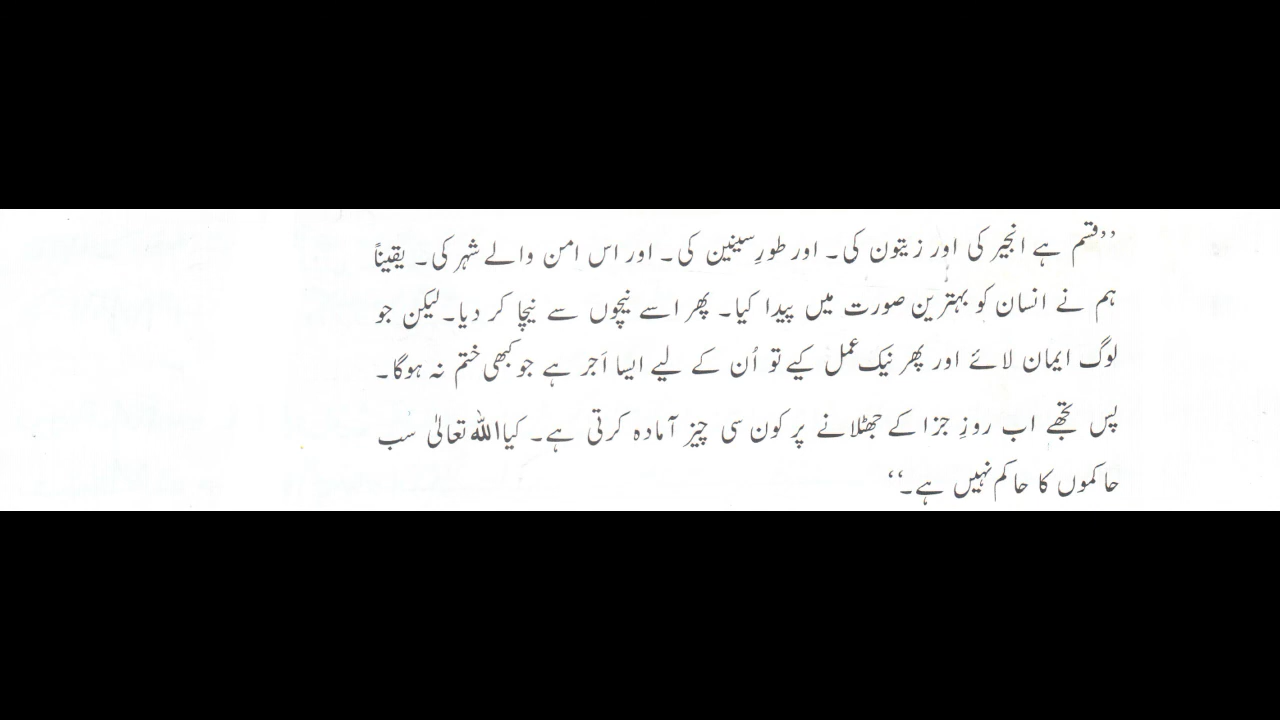 ’’قسم ہے انجیر کی اور زیتون کی۔ اور طورِ سینین کی۔ اور اس امن والے شہر کی۔ یقیناً
ہم نے انسان کو بہترین صورت میں پیدا کیا۔ پھر اسے نیچوں سے نیچا کر دیا۔ لیکن جو
لوگ ایمان لائے اور پھر نیک عمل کیے تو اُن کے لیے ایسا اَجر ہے جو کبھی ختم نہ ہوگا۔
پس تجھے اب روزِ جزا کے جھٹلانے پر کون سی چیز آمادہ کرتی ہے۔ کیا اللہ تعالیٰ سب
حاکموں کا حاکم نہیں ہے۔‘‘